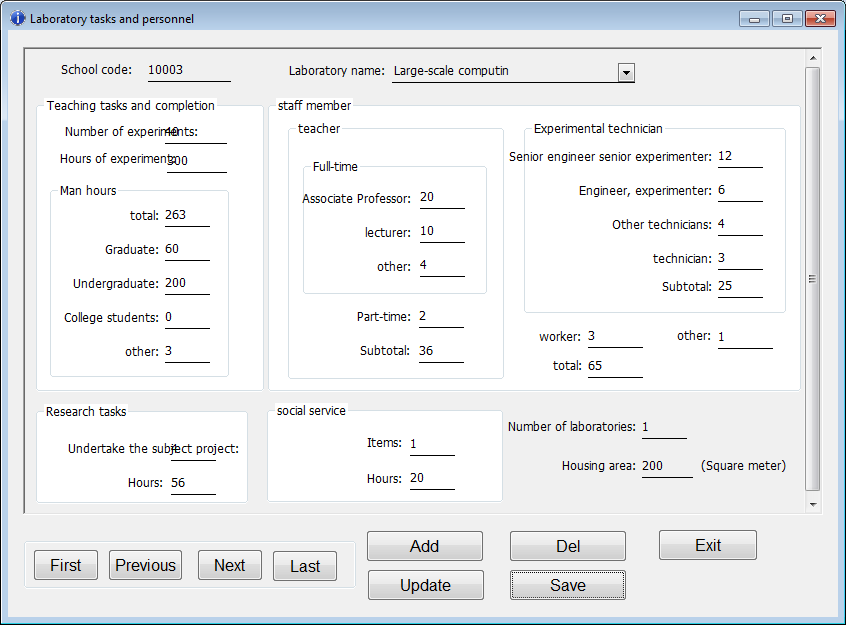 Laboratory tasks and personnel
School code: 10003
Laboratory name: Large-scale computin
Teaching tasks and completion
Number of experiments: 40
Hours of experiment: 300
Man hours
total: 263
Graduate: 60
Undergraduate: 200
College students: 0
other: 3
staff member
teacher
Full-time
Associate Professor: 20
lecturer: 10
other: 4
Part-time: 2
Subtotal: 36
Experimental technician
Senior engineer senior experimenter: 12
Engineer, experimenter: 6
Other technicians: 4
technician: 3
Subtotal: 25
worker: 3
other: 1
total: 65
Research tasks
Undertake the subject project:
Hours: 56
social service
Items: 1
Hours: 20
Number of laboratories: 1
Housing area: 200 (Square meter)
First
Previous
Next
Last
Add
Del
Exit
Update
Save